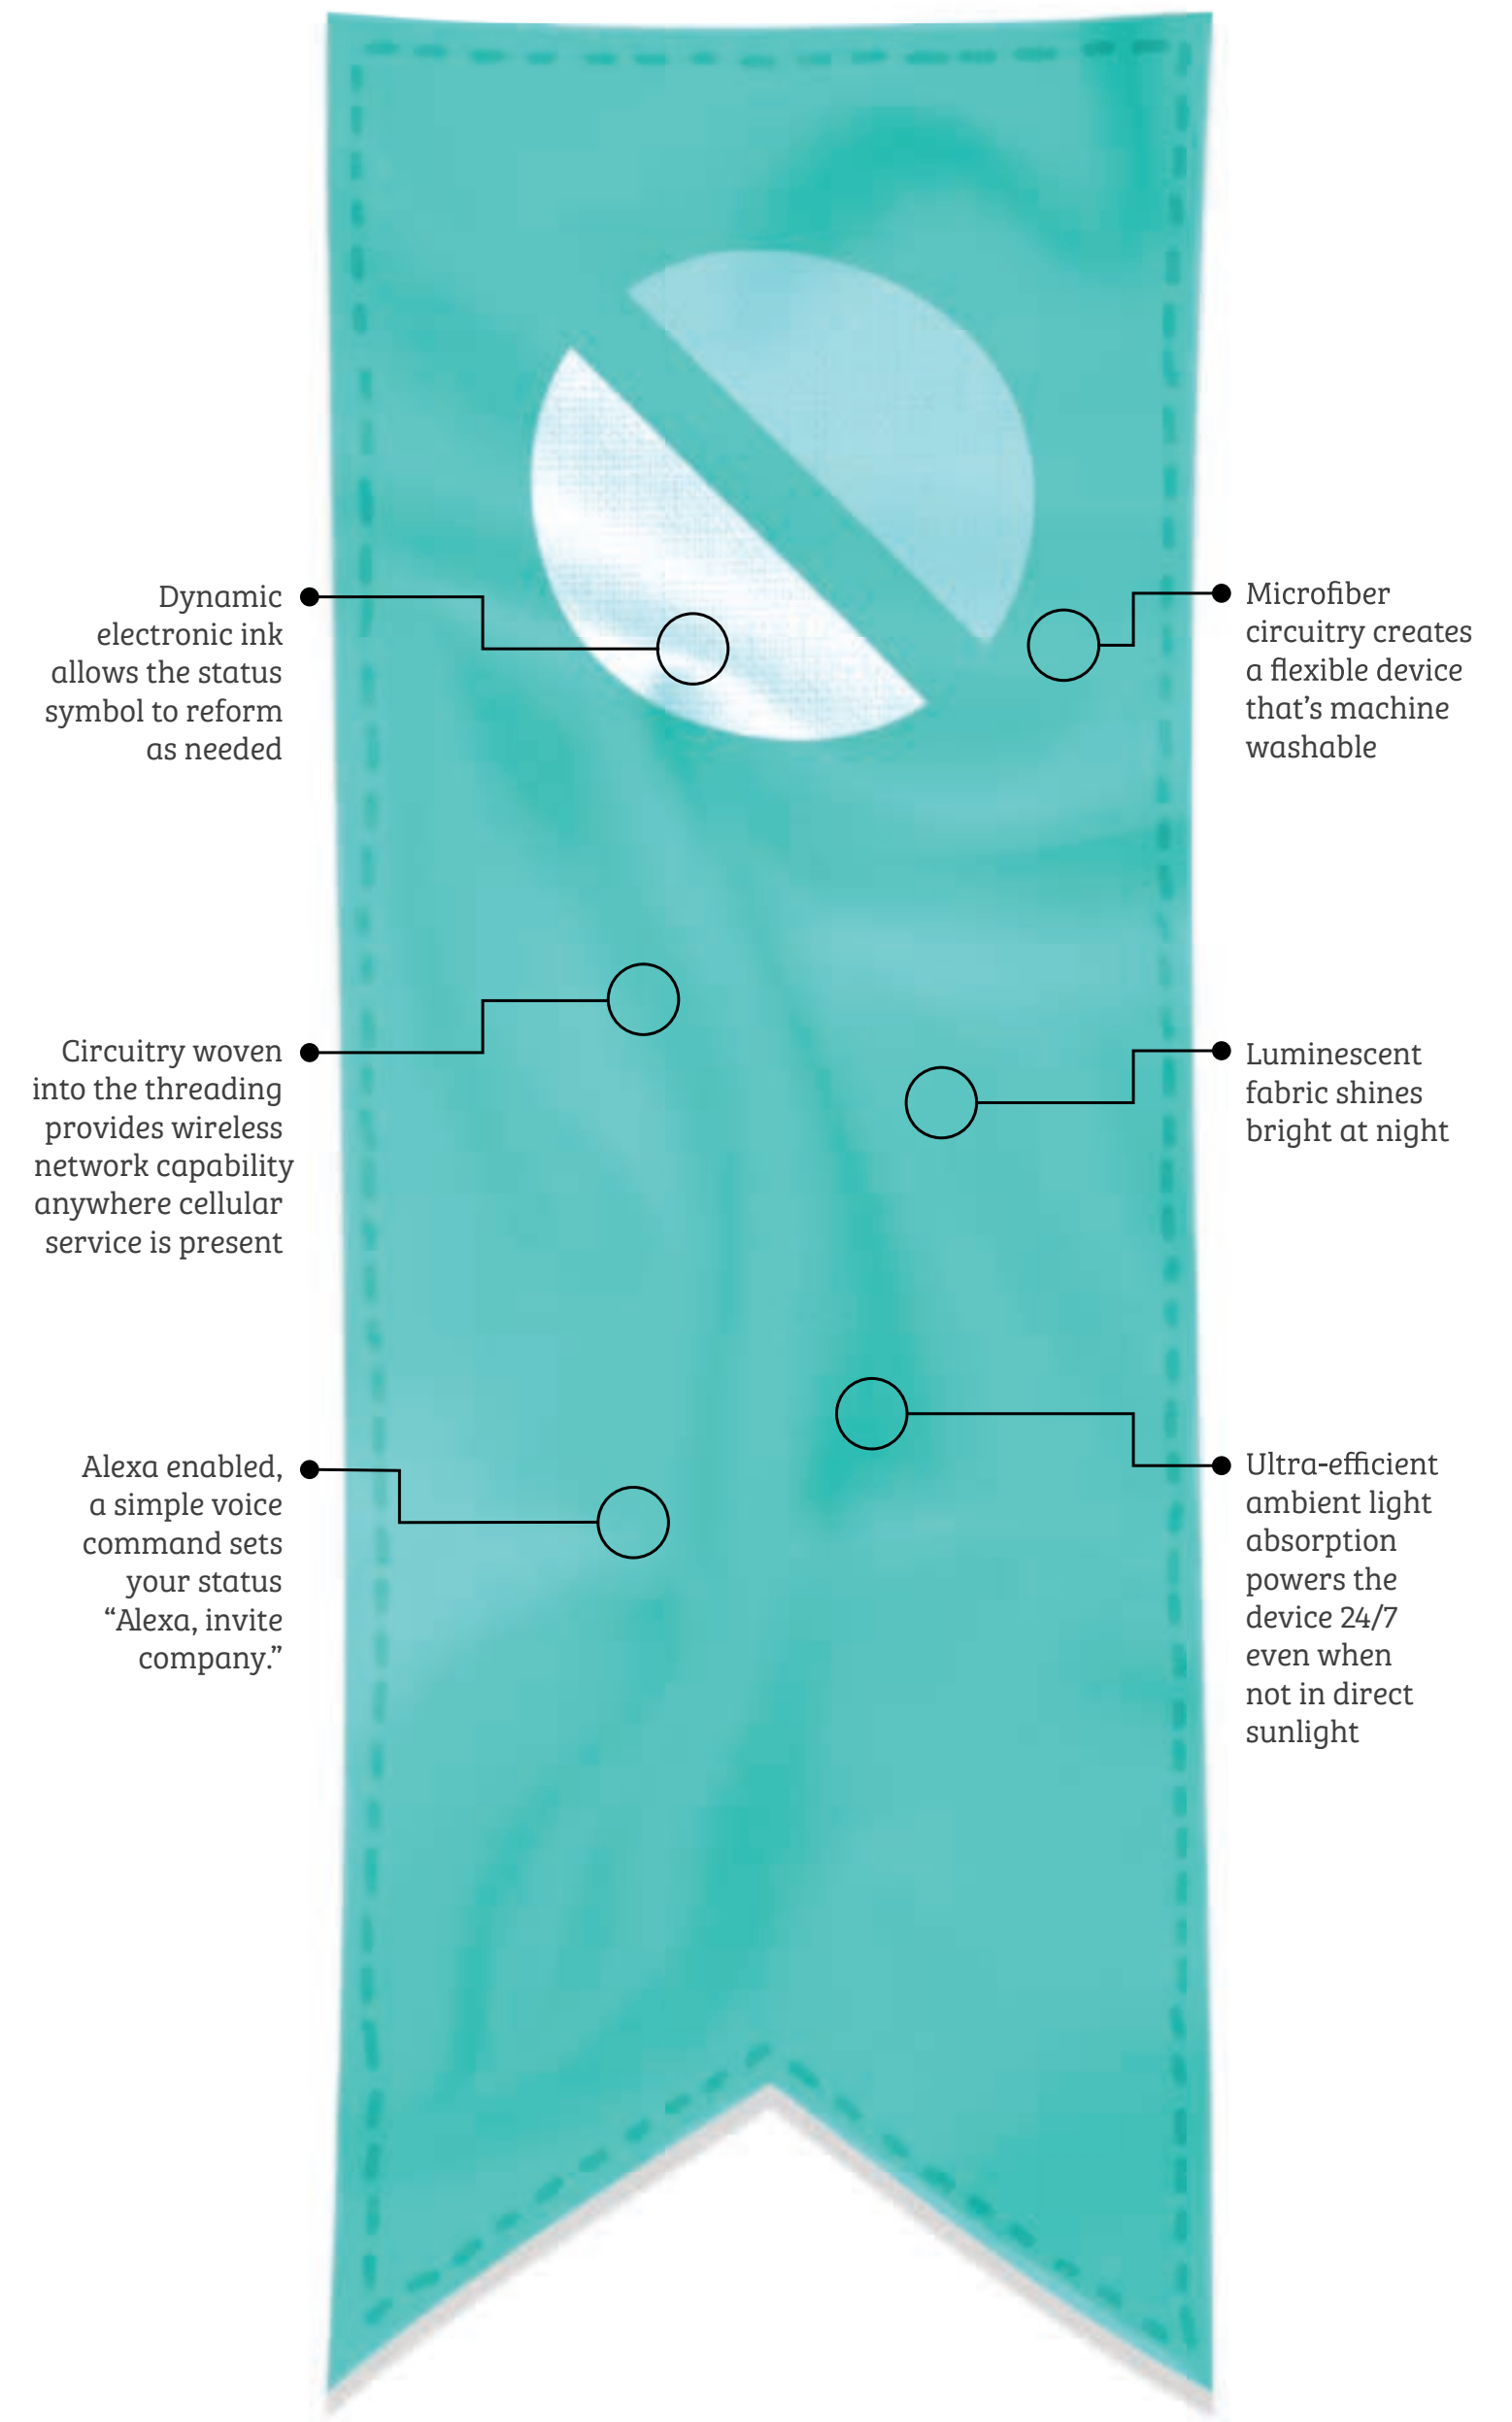 Dynamic
electronic ink
allows the status
symbol to reform
as needed
Microfiber
circuitry creates
a flexible device
that's machine
washable
Circuitry woven
into the threading
provides wireless
network capability
anywhere cellular
service is present
Luminescent
fabric shines
bright at night
Alexa enabled,
a simple voice
command sets
your status
“Alexa, invite
company.”
Ultra-efficient
ambient light
absorption
powers the
device 24/7
even when
not in direct
sunlight